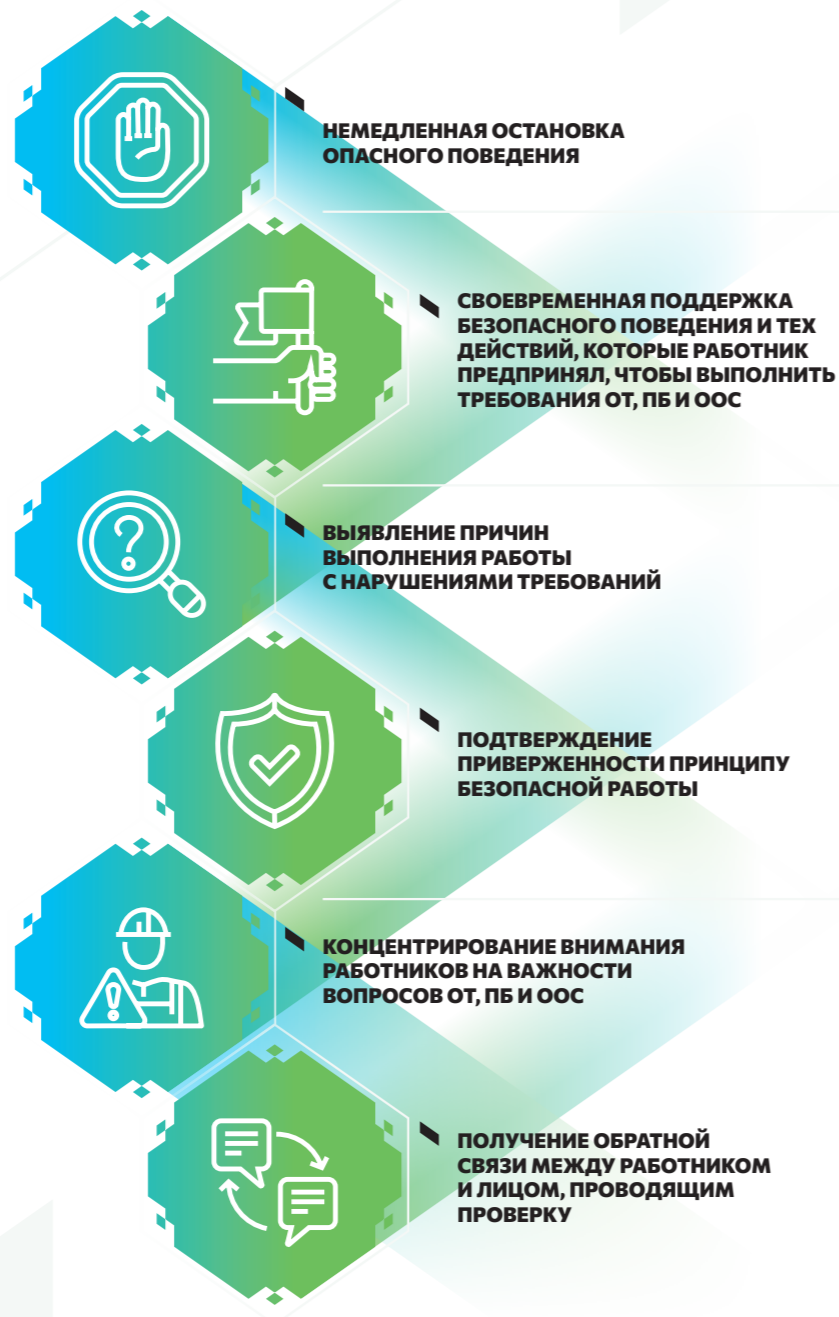 НЕМЕДЛЕННАЯ ОСТАНОВКА
ОПАСНОГО ПОВЕДЕНИЯ
СВОЕВРЕМЕННАЯ ПОДДЕРЖКА
БЕЗОПАСНОГО ПОВЕДЕНИЯ И ТЕХ
ДЕЙСТВИЙ, КОТОРЫЕ РАБОТНИК
ПРЕДПРИНЯЛ, ЧТОБЫ ВЫПОЛНИТЬ
ТРЕБОВАНИЯ ОТ, ПБ И ООС
ВЫЯВЛЕНИЕ ПРИЧИН
ВЫПОЛНЕНИЯ РАБОТЫ
С НАРУШЕНИЯМИ ТРЕБОВАНИЙ
ПОДТВЕРЖДЕНИЕ
ПРИВЕРЖЕННОСТИ ПРИНЦИПУ
БЕЗОПАСНОЙ РАБОТЫ
КОНЦЕНТРИРОВАНИЕ ВНИМАНИЯ
РАБОТНИКОВ НА ВАЖНОСТИ
ВОПРОСОВ ОТ, ПБ И ООС
ПОЛУЧЕНИЕ ОБРАТНОЙ
СВЯЗИ МЕЖДУ РАБОТНИКОМ
И ЛИЦОМ, ПРОВОДЯЩИМ
ПРОВЕРКУ